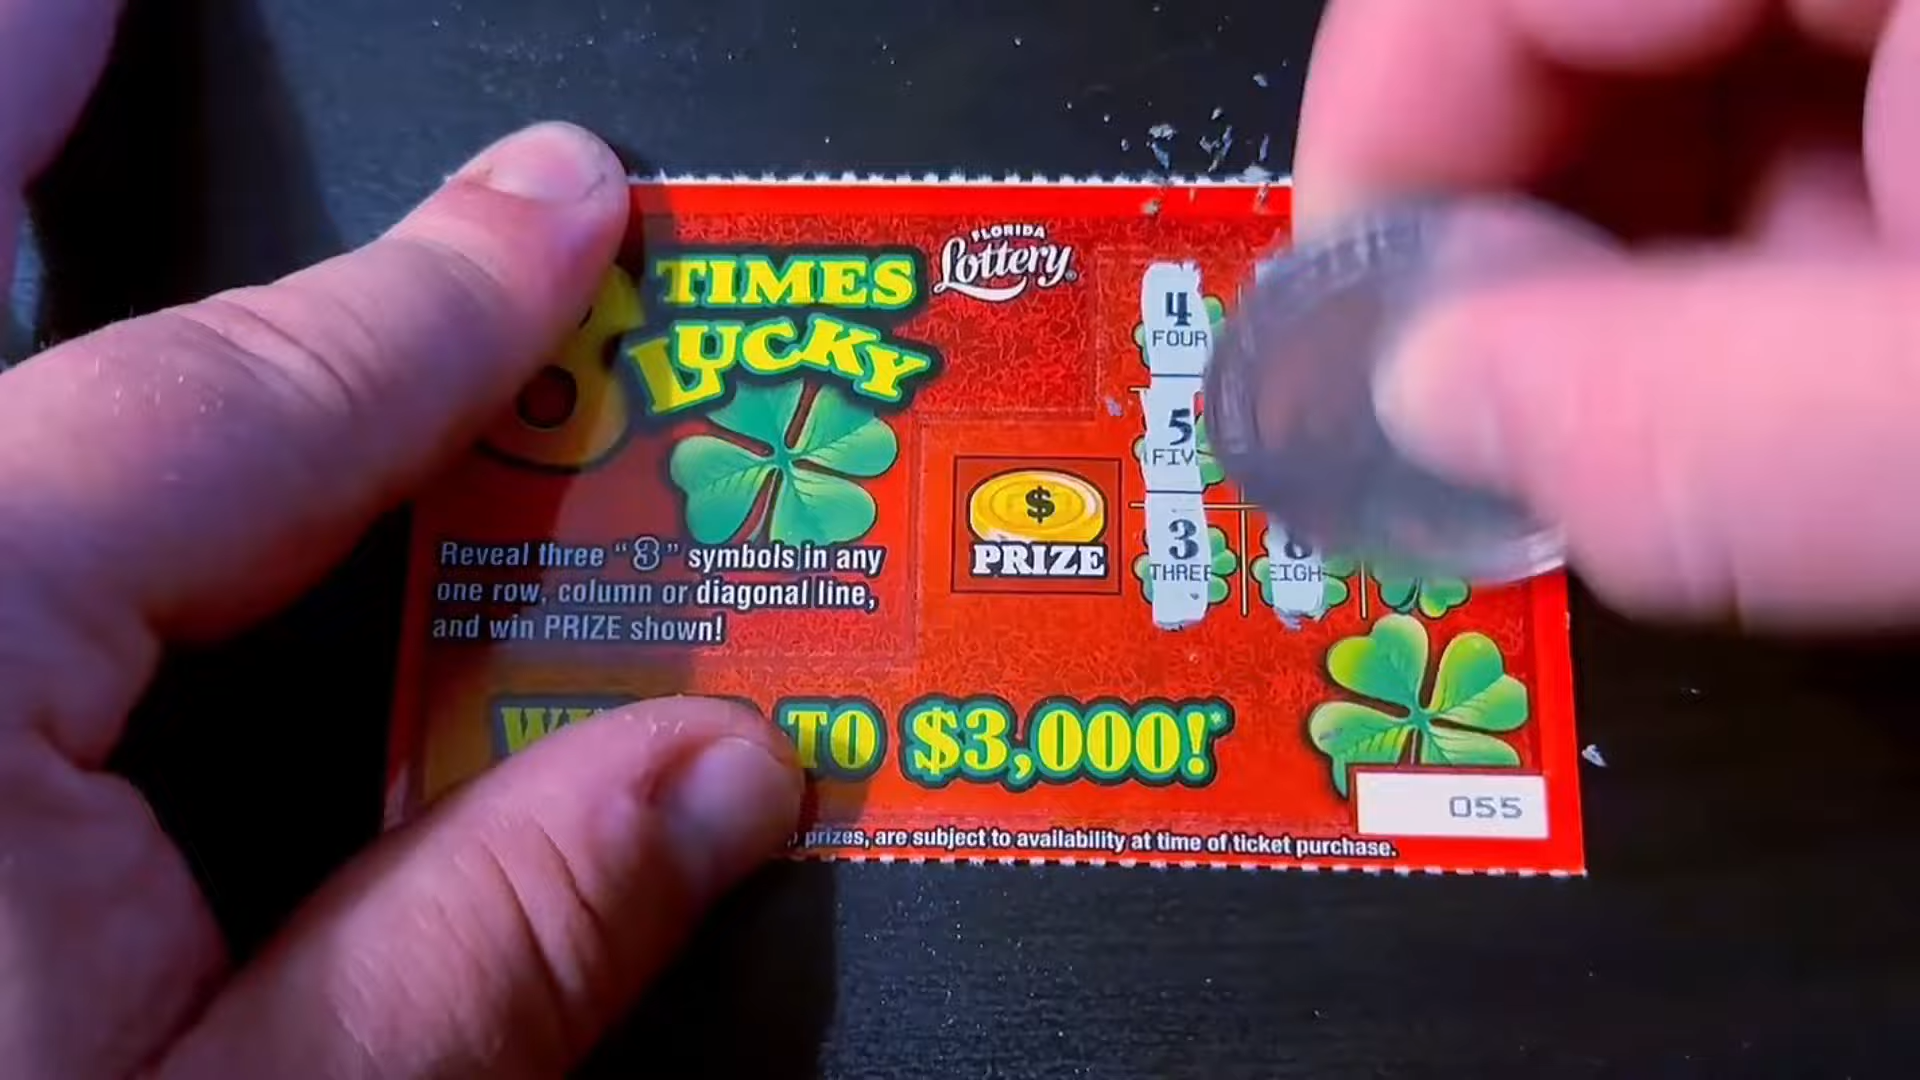 FLORIDA
Lottery
TIMES
LUCKY
4
FOUR
5
FIV
3
THREE
EIGH
$
PRIZE
Reveal three "8" symbols in any
one row, column or diagonal line,
and win PRIZE shown!
TO $3,000!*
prizes, are subject to availability at time of ticket purchase.
055